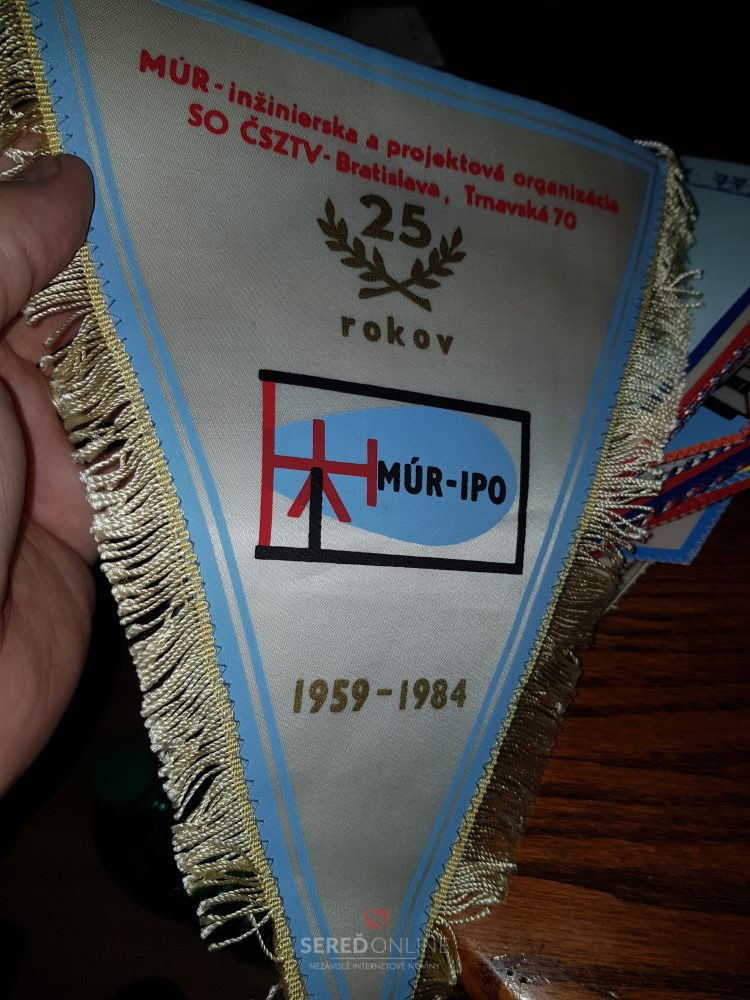 MÚR-inžinierska a projektová organizácia
SO ČSZTV-Bratislava, Trnavská 70
25
rokov
MÚR-IPO
1959-1984
SEREĎONLINE
NEZÁVISLÉ INTERNETOVÉ NOVINY